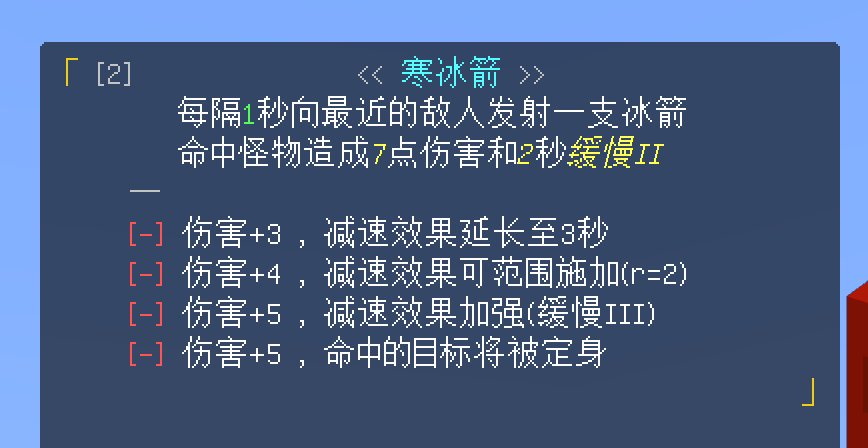 「 [2] << 寒冰箭 >>
每隔1秒向最近的敌人发射一支冰箭
命中怪物造成7点伤害和2秒缓慢II
—
[-] 伤害+3 , 减速效果延长至3秒
[-] 伤害+4 , 减速效果可范围施加(r=2)
[-] 伤害+5 , 减速效果加强(缓慢III)
[-] 伤害+5 , 命中的目标将被定身
」